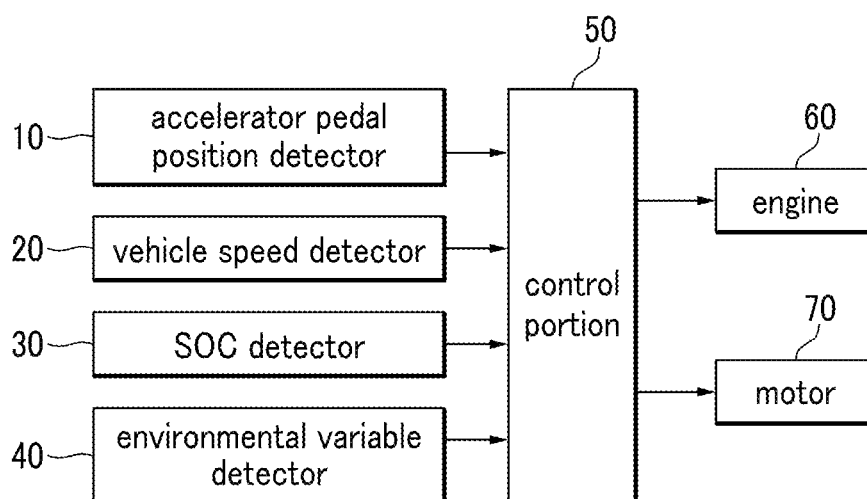 50
10
accelerator pedal
position detector
60
engine
20
vehicle speed detector
control
portion
30
SOC detector
70
motor
40
environmental variable
detector